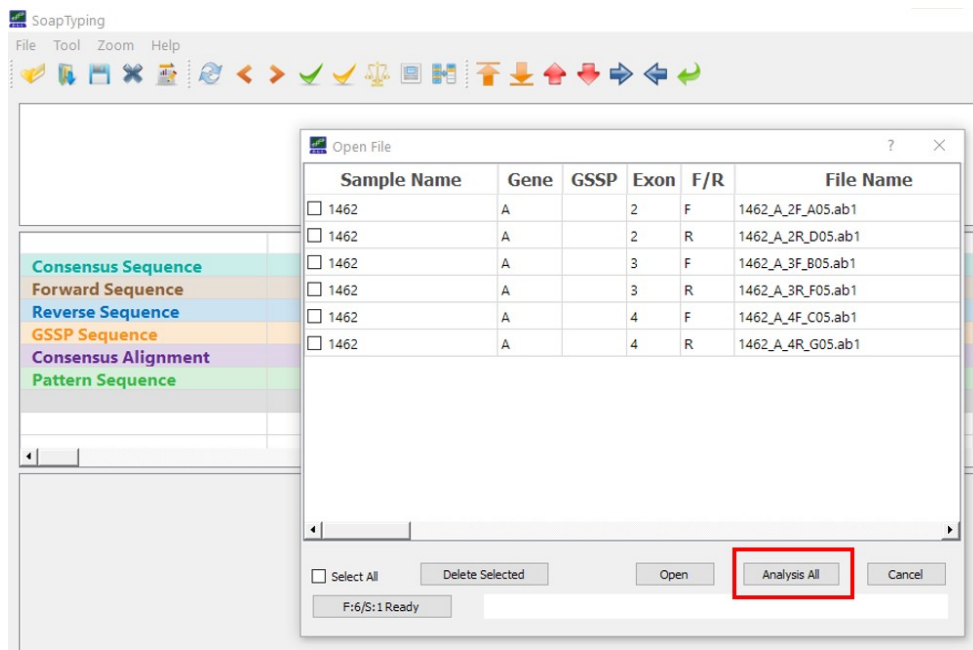 SoapTyping
File Tool Zoom Help
Open File
Sample Name Gene GSSP Exon F/R File Name
1462 A 2 F 1462_A_2F_A05.ab1
1462 A 2 R 1462_A_2R_D05.ab1
1462 A 3 F 1462_A_3F_B05.ab1
1462 A 3 R 1462_A_3R_F05.ab1
1462 A 4 F 1462_A_4F_C05.ab1
1462 A 4 R 1462_A_4R_G05.ab1
Consensus Sequence
Forward Sequence
Reverse Sequence
GSSP Sequence
Consensus Alignment
Pattern Sequence
Select All Delete Selected Open Analysis All Cancel
F:6/S:1 Ready